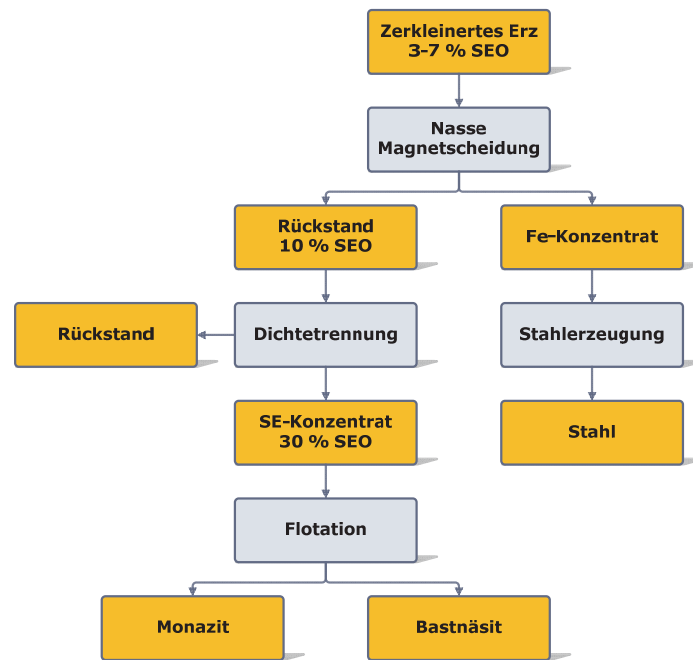 Zerkleinertes Erz
3-7 % SEO
Nasse
Magnetscheidung
Rückstand
10 % SEO
Fe-Konzentrat
Rückstand
Dichtetrennung
Stahlerzeugung
SE-Konzentrat
30 % SEO
Stahl
Flotation
Monazit
Bastnäsit